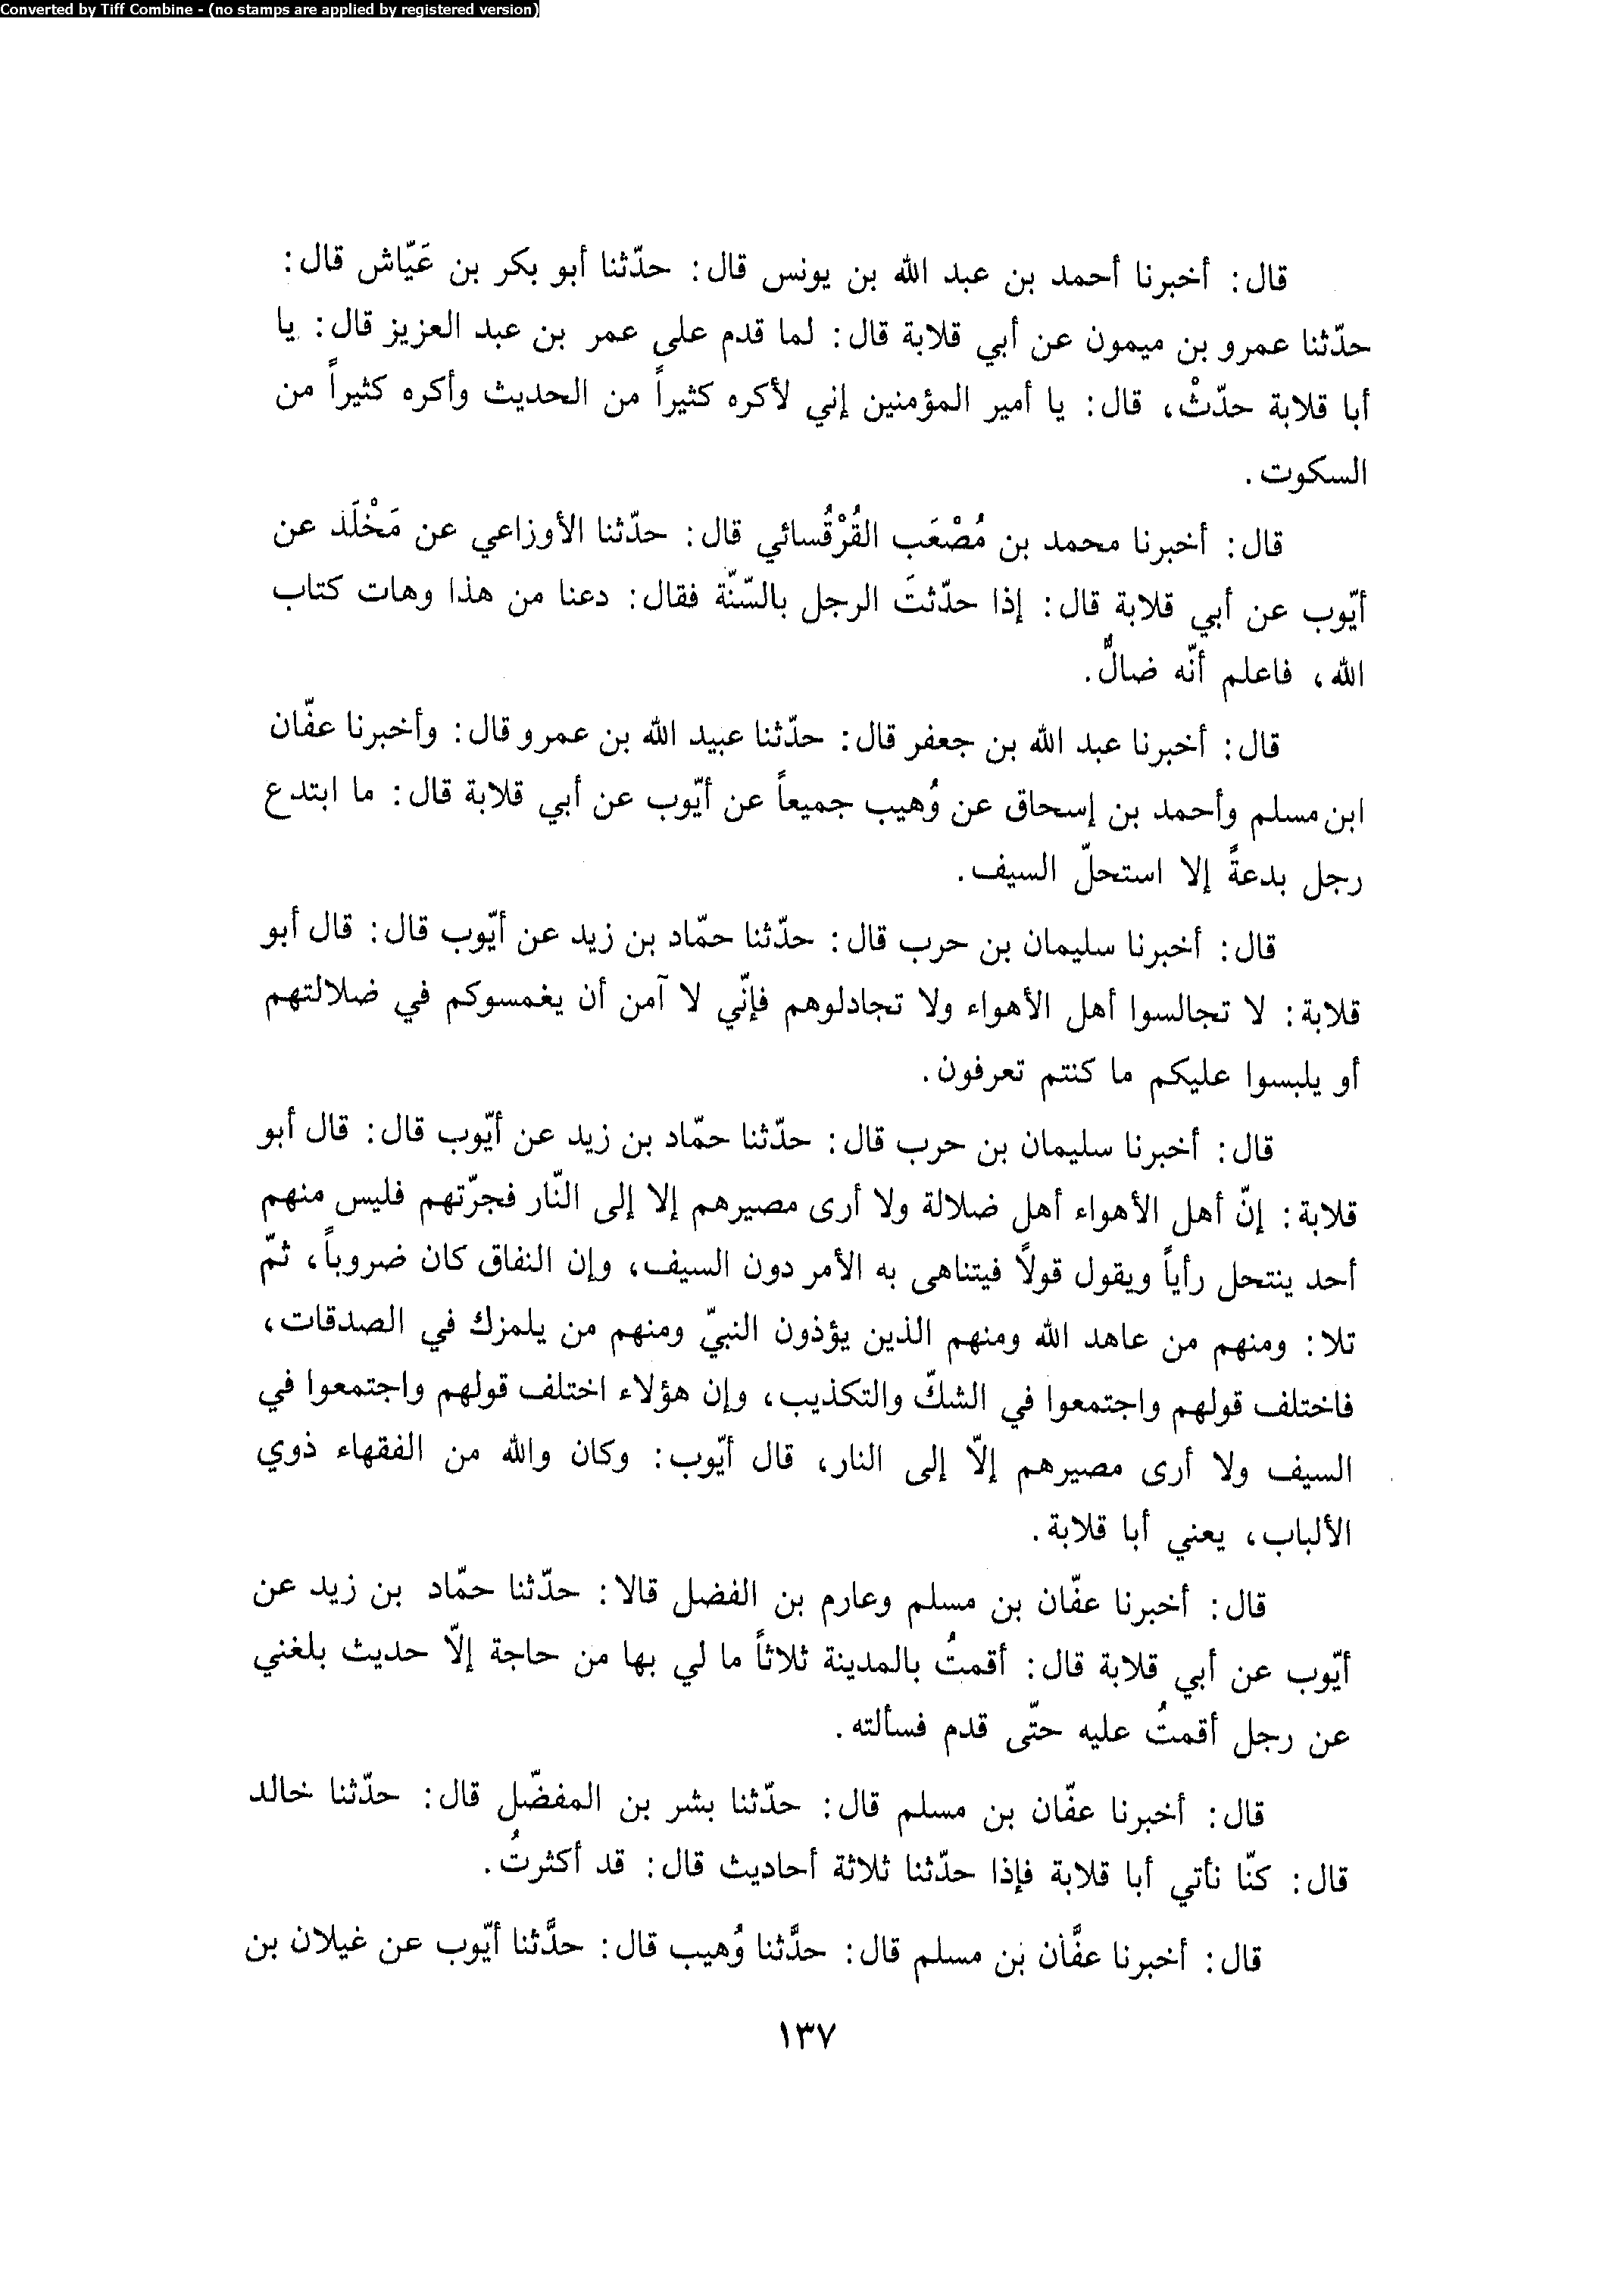 Converted by Tiff Combine - (no stamps are applied by registered version)
قال: أخبرنا أحمد بن عبد الله بن يونس قال: حدّثنا أبو بكر بن عَيّاش قال:
حدّثنا عمرو بن ميمون عن أبي قلابة قال: لما قدم على عمر بن عبد العزيز قال: يا
أبا قلابة حدّثْ، قال: يا أمير المؤمنين إني لأكره كثيراً من الحديث وأكره كثيراً من
السكوت.
قال: أخبرنا محمد بن مُصْعَب القُرْقُسائي قال: حدّثنا الأوزاعي عن مَخْلَد عن
أيّوب عن أبي قلابة قال: إذا حدّثتَ الرجل بالسّنّة فقال: دعنا من هذا وهات كتاب
الله، فاعلم أنّه ضالٌّ.
قال: أخبرنا عبد الله بن جعفر قال: حدّثنا عبيد الله بن عمرو قال: وأخبرنا عفّان
ابن مسلم وأحمد بن إسحاق عن وُهيب جميعاً عن أيّوب عن أبي قلابة قال: ما ابتدع
رجل بدعةً إلا استحلّ السيف.
قال: أخبرنا سليمان بن حرب قال: حدّثنا حمّاد بن زيد عن أيّوب قال: قال أبو
قلابة: لا تجالسوا أهل الأهواء ولا تجادلوهم فإنّي لا آمن أن يغمسوكم في ضلالتهم
أو يلبسوا عليكم ما كنتم تعرفون.
قال: أخبرنا سليمان بن حرب قال: حدّثنا حمّاد بن زيد عن أيّوب قال: قال أبو
قلابة: إنّ أهل الأهواء أهل ضلالة ولا أرى مصيرهم إلا إلى النّار فجرّتهم فليس منهم
أحد ينتحل رأياً ويقول قولاً فيتناهى به الأمر دون السيف، وإن النفاق كان ضروباً، ثمّ
تلا: ومنهم من عاهد الله ومنهم الذين يؤذون النبيّ ومنهم من يلمزك في الصدقات،
فاختلف قولهم واجتمعوا في الشكّ والتكذيب، وإن هؤلاء اختلف قولهم واجتمعوا في
السيف ولا أرى مصيرهم إلّا إلى النار، قال أيّوب: وكان والله من الفقهاء ذوي
الألباب، يعني أبا قلابة.
قال: أخبرنا عفّان بن مسلم وعارم بن الفضل قالا: حدّثنا حمّاد بن زيد عن
أيّوب عن أبي قلابة قال: أقمتُ بالمدينة ثلاثاً ما لي بها من حاجة إلّا حديث بلغني
عن رجل أقمتُ عليه حتّى قدم فسألته.
قال: أخبرنا عفّان بن مسلم قال: حدّثنا بشر بن المفضّل قال: حدّثنا خالد
قال: كنّا نأتي أبا قلابة فإذا حدّثنا ثلاثة أحاديث قال: قد أكثرتُ.
قال: أخبرنا عفَّان بن مسلم قال: حدَّثنا وُهيب قال: حدَّثنا أيّوب عن غيلان بن
١٣٧